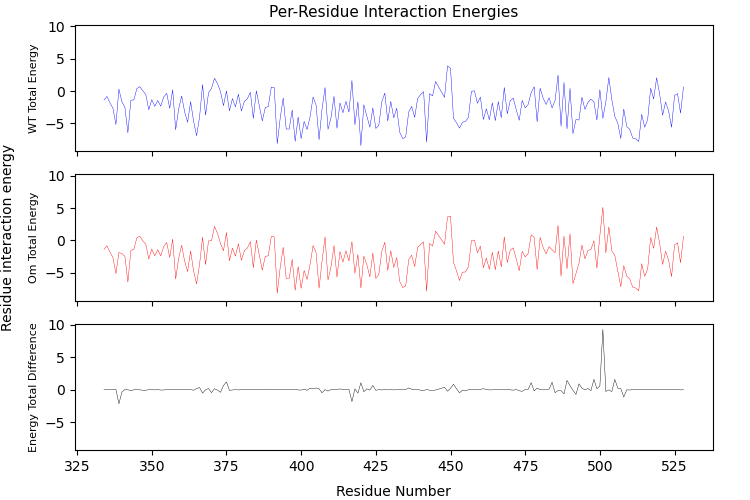 Per-Residue Interaction Energies
Residue interaction energy
WT Total Energy
10
5
0
−5
Om Total Energy
10
5
0
−5
Energy Total Difference
10
5
0
−5
325 350 375 400 425 450 475 500 525
Residue Number